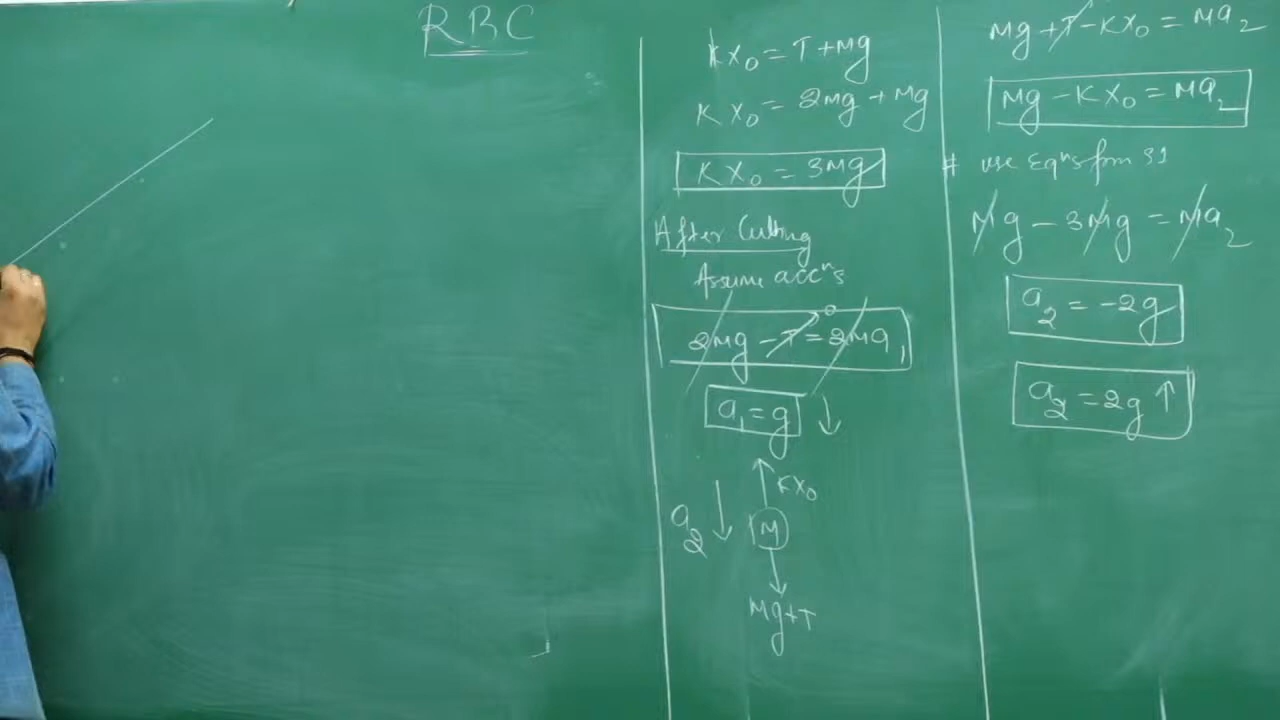 RBC
Kx₀ = T + Mg
Kx₀ = 2Mg + Mg
Kx₀ = 3Mg
After Cutting
Assume accⁿs
2Mg - T = 2Ma₁
0
a₁ = g ↓
↑ Kx₀
a₂ ↓ M
Mg+T
Mg + T - Kx₀ = Ma₂
Mg - Kx₀ = Ma₂
# use Eqⁿs from
Mg - 3Mg = Ma₂
a₂ = -2g
a₂ = 2g ↑